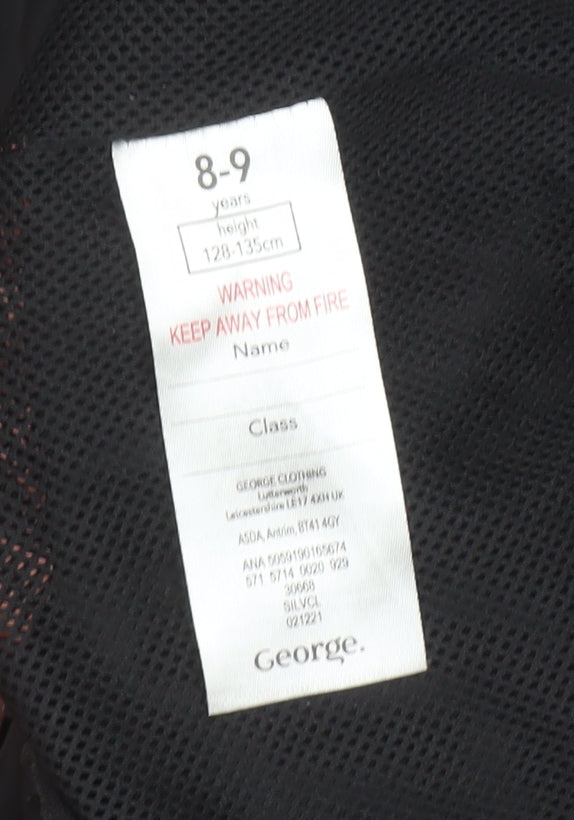 8-9
years
height
128-135cm
WARNING
KEEP AWAY FROM FIRE
Name
Class
GEORGE CLOTHING
Lutterworth
Leicestershire LE17 4XH UK
ASDA, Antrim, BT41 4GY
ANA 5059190165674
571 5714 0020 929
30668
SILVCL
021221
George.